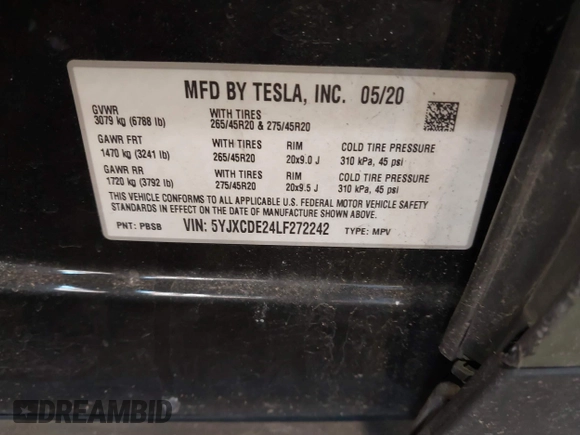 MFD BY TESLA, INC. 05/20
GVWR
3079 kg (6788 lb)
WITH TIRES
265/45R20 & 275/45R20
GAWR FRT
1470 kg (3241 lb)
WITH TIRES
265/45R20
RIM
20x9.0 J
COLD TIRE PRESSURE
310 kPa, 45 psi
GAWR RR
1720 kg (3792 lb)
WITH TIRES
275/45R20
RIM
20x9.5 J
COLD TIRE PRESSURE
310 kPa, 45 psi
THIS VEHICLE CONFORMS TO ALL APPLICABLE U.S. FEDERAL MOTOR VEHICLE SAFETY
STANDARDS IN EFFECT ON THE DATE OF MANUFACTURE SHOWN ABOVE.
PNT: PBSB VIN: 5YJXCDE24LF272242 TYPE: MPV
DREAMBID